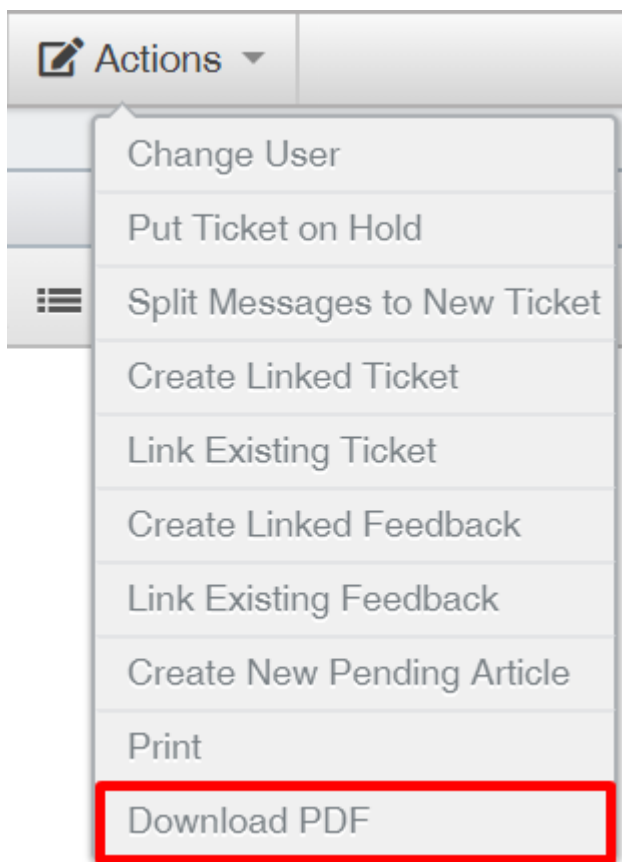 Actions
Change User
Put Ticket on Hold
Split Messages to New Ticket
Create Linked Ticket
Link Existing Ticket
Create Linked Feedback
Link Existing Feedback
Create New Pending Article
Print
Download PDF